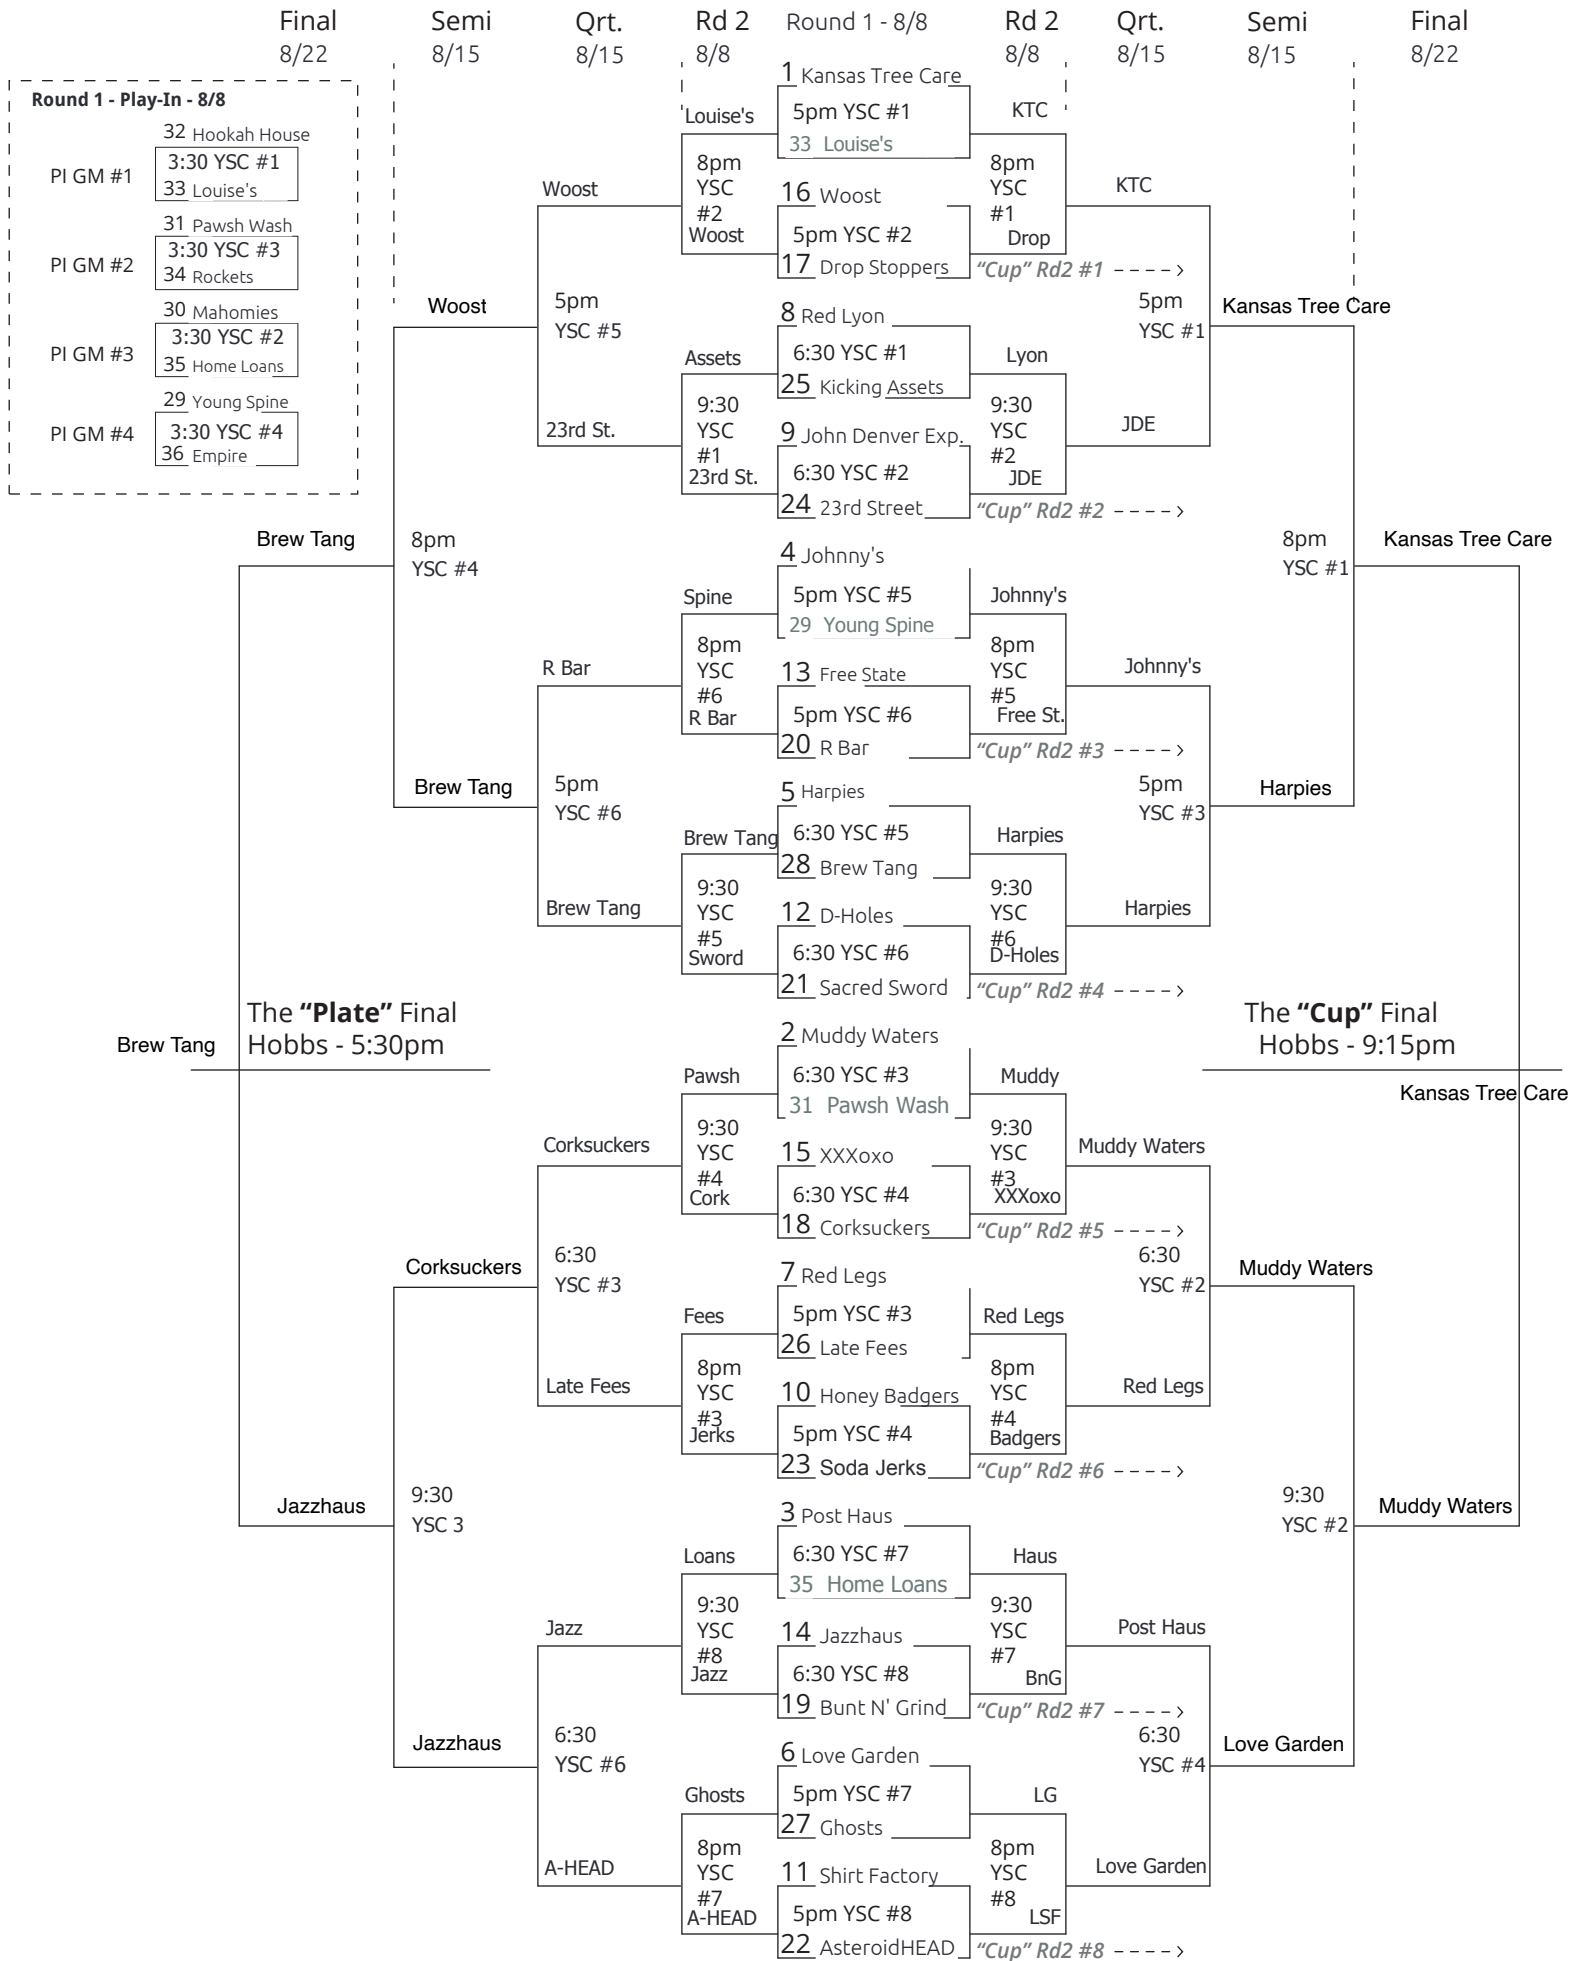 Final Semi Qrt. Rd 2 Round 1 - 8/8 Rd 2 Qrt. Semi Final
8/22 8/15 8/15 8/8 8/8 8/15 8/15 8/22
Round 1 - Play-In - 8/8
32 Hookah House
PI GM #1 3:30 YSC #1
33 Louise's
31 Pawsh Wash
PI GM #2 3:30 YSC #3
34 Rockets
30 Mahomies
PI GM #3 3:30 YSC #2
35 Home Loans
29 Young Spine
PI GM #4 3:30 YSC #4
36 Empire
1 Kansas Tree Care
5pm YSC #1
33 Louise's
16 Woost
5pm YSC #2
17 Drop Stoppers
8 Red Lyon
6:30 YSC #1
25 Kicking Assets
9 John Denver Exp.
6:30 YSC #2
24 23rd Street
4 Johnny's
5pm YSC #5
29 Young Spine
13 Free State
5pm YSC #6
20 R Bar
5 Harpies
6:30 YSC #5
28 Brew Tang
12 D-Holes
6:30 YSC #6
21 Sacred Sword
2 Muddy Waters
6:30 YSC #3
31 Pawsh Wash
15 XXXoxo
6:30 YSC #4
18 Corksuckers
7 Red Legs
5pm YSC #3
26 Late Fees
10 Honey Badgers
5pm YSC #4
23 Soda Jerks
3 Post Haus
6:30 YSC #7
35 Home Loans
14 Jazzhaus
6:30 YSC #8
19 Bunt N' Grind
6 Love Garden
5pm YSC #7
27 Ghosts
11 Shirt Factory
5pm YSC #8
22 AsteroidHEAD
Louise's
8pm
YSC
#2
Woost
Assets
9:30
YSC
#1
23rd St.
Spine
8pm
YSC
#6
R Bar
Brew Tang
9:30
YSC
#5
Sword
Pawsh
9:30
YSC
#4
Cork
Fees
8pm
YSC
#3
Jerks
Loans
9:30
YSC
#8
Jazz
Ghosts
8pm
YSC
#7
A-HEAD
Woost
5pm
YSC #5
23rd St.
R Bar
5pm
YSC #6
Brew Tang
Corksuckers
6:30
YSC #3
Late Fees
Jazz
6:30
YSC #6
A-HEAD
Woost
8pm
YSC #4
Brew Tang
Corksuckers
9:30
YSC 3
Jazzhaus
Brew Tang
The “Plate” Final
Hobbs - 5:30pm
Brew Tang
Jazzhaus
KTC
8pm
YSC
#1
Drop
“Cup” Rd2 #1
Lyon
9:30
YSC
#2
JDE
“Cup” Rd2 #2
Johnny's
8pm
YSC
#5
Free St.
“Cup” Rd2 #3
Harpies
9:30
YSC
#6
D-Holes
“Cup” Rd2 #4
Muddy
9:30
YSC
#3
XXXoxo
“Cup” Rd2 #5
Red Legs
8pm
YSC
#4
Badgers
“Cup” Rd2 #6
Haus
9:30
YSC
#7
BnG
“Cup” Rd2 #7
LG
8pm
YSC
#8
LSF
“Cup” Rd2 #8
KTC
5pm
YSC #1
JDE
Johnny's
5pm
YSC #3
Harpies
Muddy Waters
6:30
YSC #2
Red Legs
Post Haus
6:30
YSC #4
Love Garden
Kansas Tree Care
8pm
YSC #1
Harpies
Muddy Waters
9:30
YSC #2
Love Garden
Kansas Tree Care
The “Cup” Final
Hobbs - 9:15pm
Kansas Tree Care
Muddy Waters